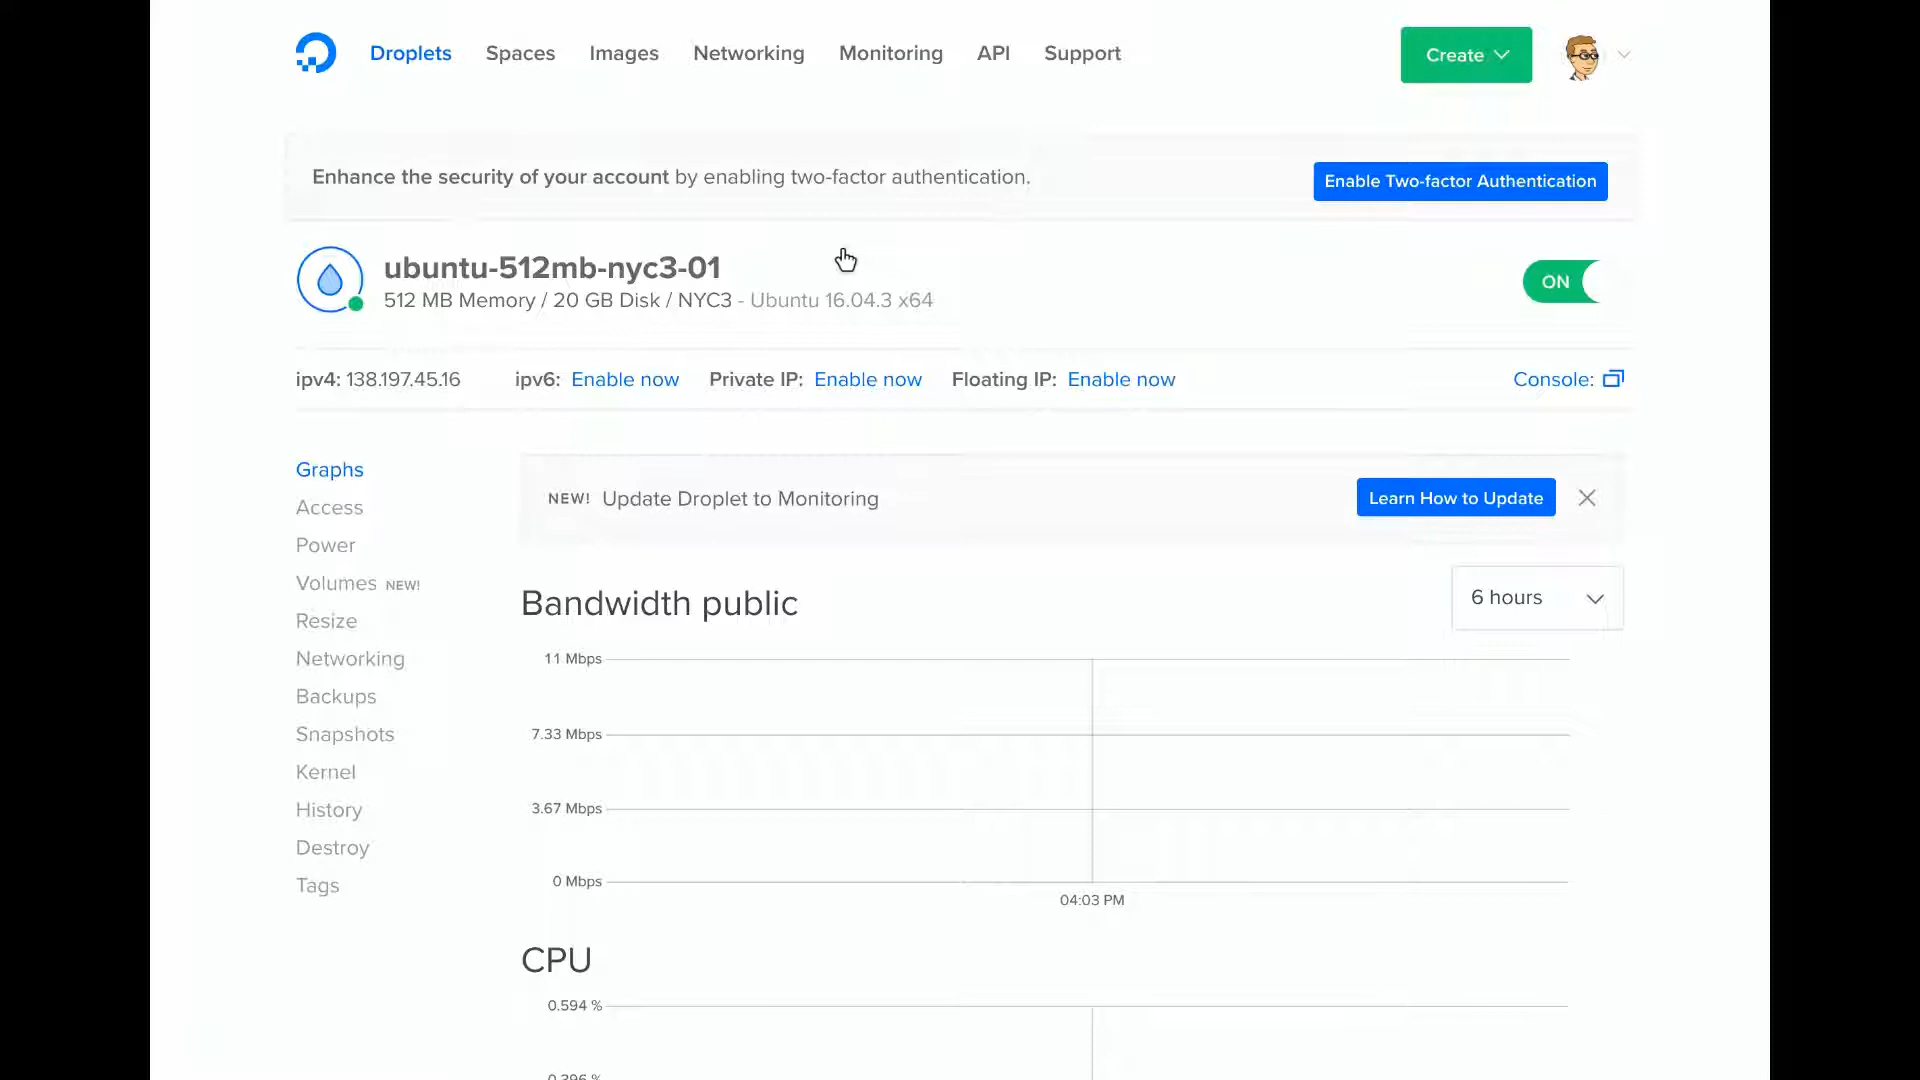 Droplets Spaces Images Networking Monitoring API Support Create
Enhance the security of your account by enabling two-factor authentication. Enable Two-factor Authentication
ubuntu-512mb-nyc3-01
512 MB Memory / 20 GB Disk / NYC3 - Ubuntu 16.04.3 x64
ON
ipv4: 138.197.45.16 ipv6: Enable now Private IP: Enable now Floating IP: Enable now Console:
Graphs
Access
Power
Volumes NEW!
Resize
Networking
Backups
Snapshots
Kernel
History
Destroy
Tags
NEW! Update Droplet to Monitoring Learn How to Update
Bandwidth public
6 hours
11 Mbps
7.33 Mbps
3.67 Mbps
0 Mbps
04:03 PM
CPU
0.594 %